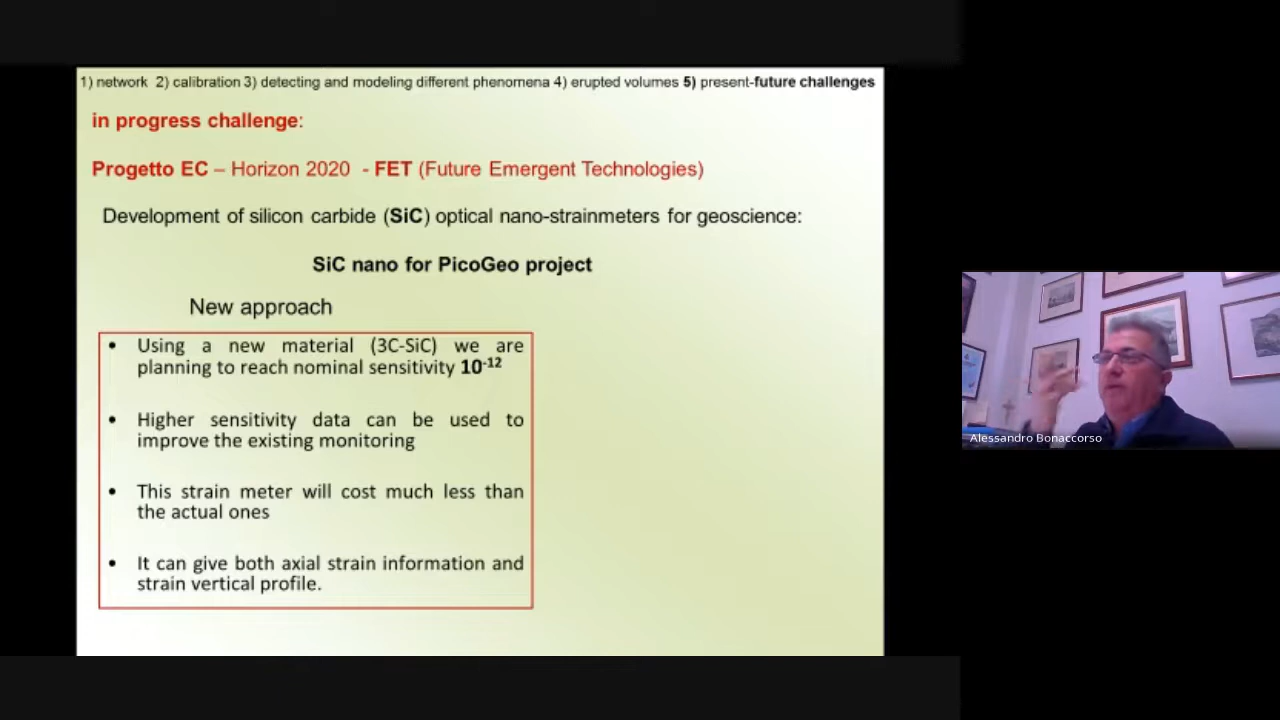 1) network 2) calibration 3) detecting and modeling different phenomena 4) erupted volumes 5) present-future challenges
in progress challenge:
Progetto EC – Horizon 2020 - FET (Future Emergent Technologies)
Development of silicon carbide (SiC) optical nano-strainmeters for geoscience:
SiC nano for PicoGeo project
New approach
• Using a new material (3C-SiC) we are
planning to reach nominal sensitivity 10-12
• Higher sensitivity data can be used to
improve the existing monitoring
• This strain meter will cost much less than
the actual ones
• It can give both axial strain information and
strain vertical profile.
Alessandro Bonaccorso